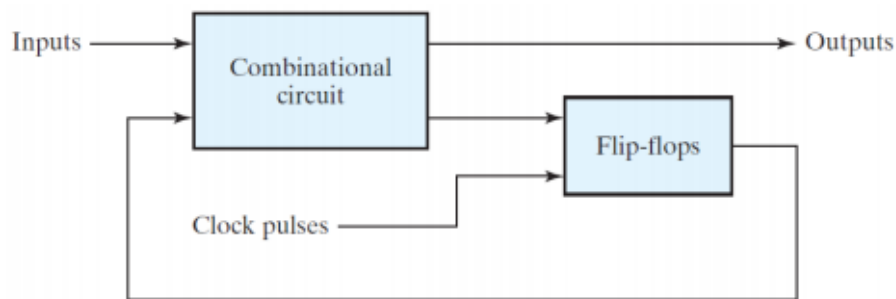 Inputs
Combinational
circuit
Outputs
Flip-flops
Clock pulses